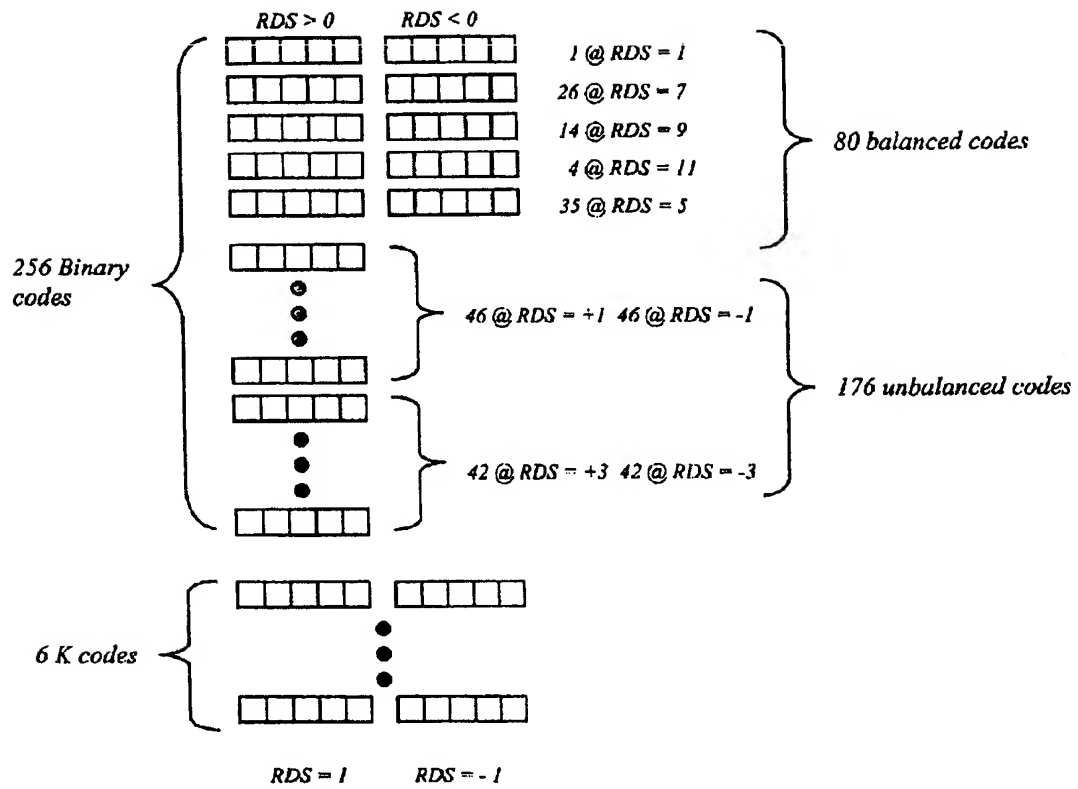 RDS > 0 RDS < 0
1 @ RDS = 1
26 @ RDS = 7
14 @ RDS = 9
4 @ RDS = 11
35 @ RDS = 5
80 balanced codes
256 Binary
codes
46 @ RDS = +1 46 @ RDS = -1
176 unbalanced codes
42 @ RDS = +3 42 @ RDS = -3
6 K codes
RDS = 1 RDS = - 1